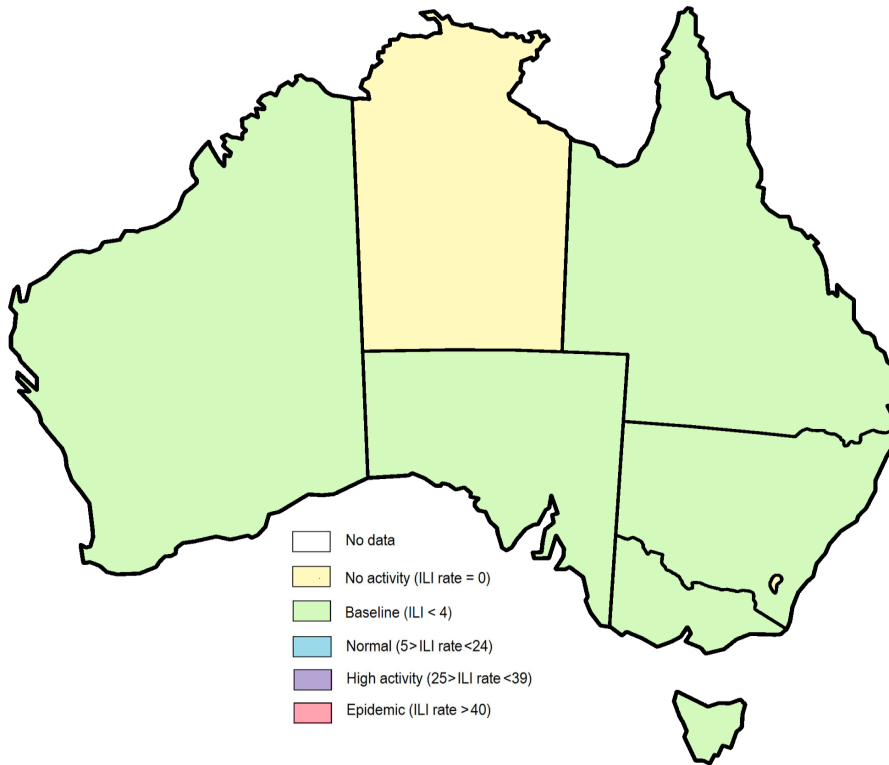 No data
No activity (ILI rate = 0)
Baseline (ILI < 4)
Normal (5> ILI rate <24)
High activity (25> ILI rate <39)
Epidemic (ILI rate >40)